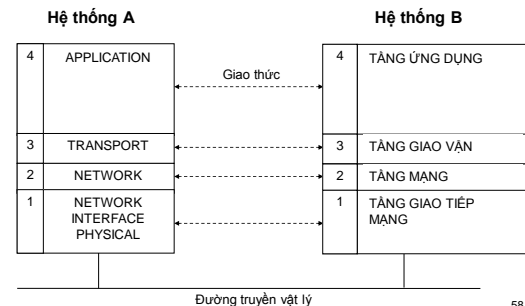 Hệ thống A
Hệ thống B
4 APPLICATION
Giao thức
4 TẦNG ỨNG DỤNG
3 TRANSPORT
3 TẦNG GIAO VẬN
2 NETWORK
2 TẦNG MẠNG
1 NETWORK
INTERFACE
PHYSICAL
1 TẦNG GIAO TIẾP
MẠNG
Đường truyền vật lý
58